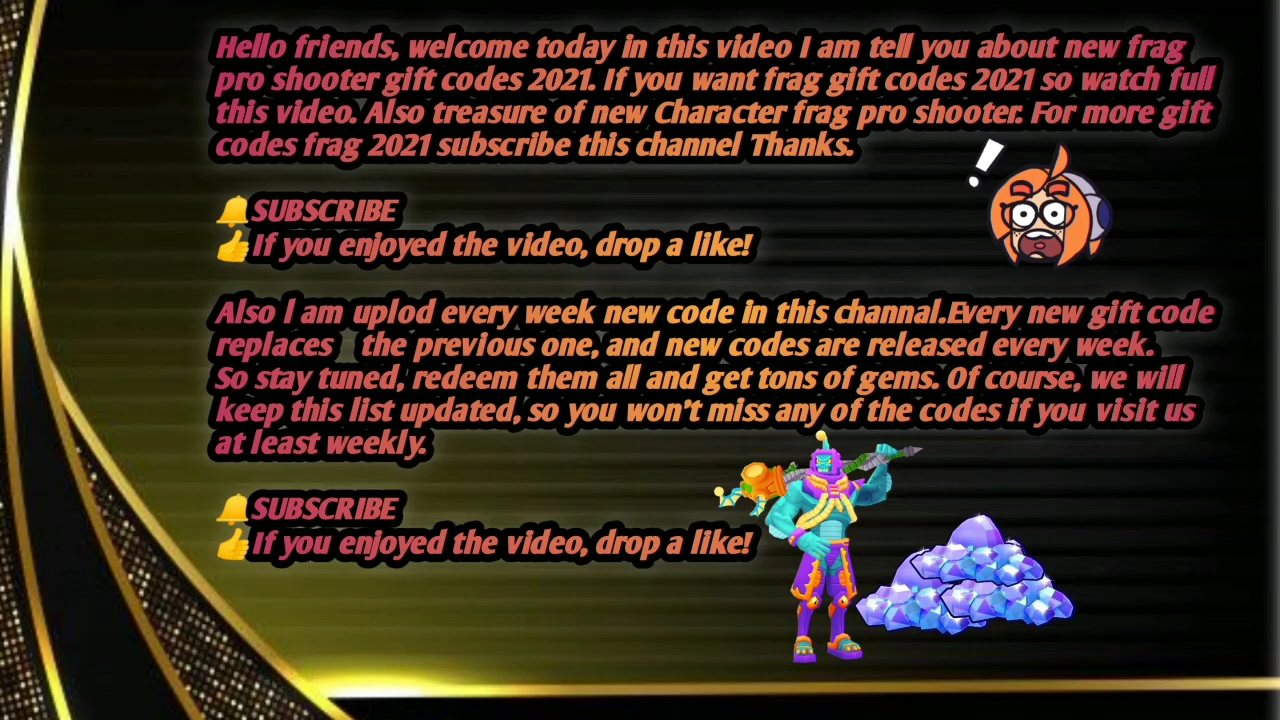 Hello friends, welcome today in this video I am tell you about new frag
pro shooter gift codes 2021. If you want frag gift codes 2021 so watch full
this video. Also treasure of new Character frag pro shooter. For more gift
codes frag 2021 subscribe this channel Thanks.
🔔SUBSCRIBE
👍If you enjoyed the video, drop a like!
Also I am uplod every week new code in this channal.Every new gift code
replaces the previous one, and new codes are released every week.
So stay tuned, redeem them all and get tons of gems. Of course, we will
keep this list updated, so you won't miss any of the codes if you visit us
at least weekly.
🔔SUBSCRIBE
👍If you enjoyed the video, drop a like!